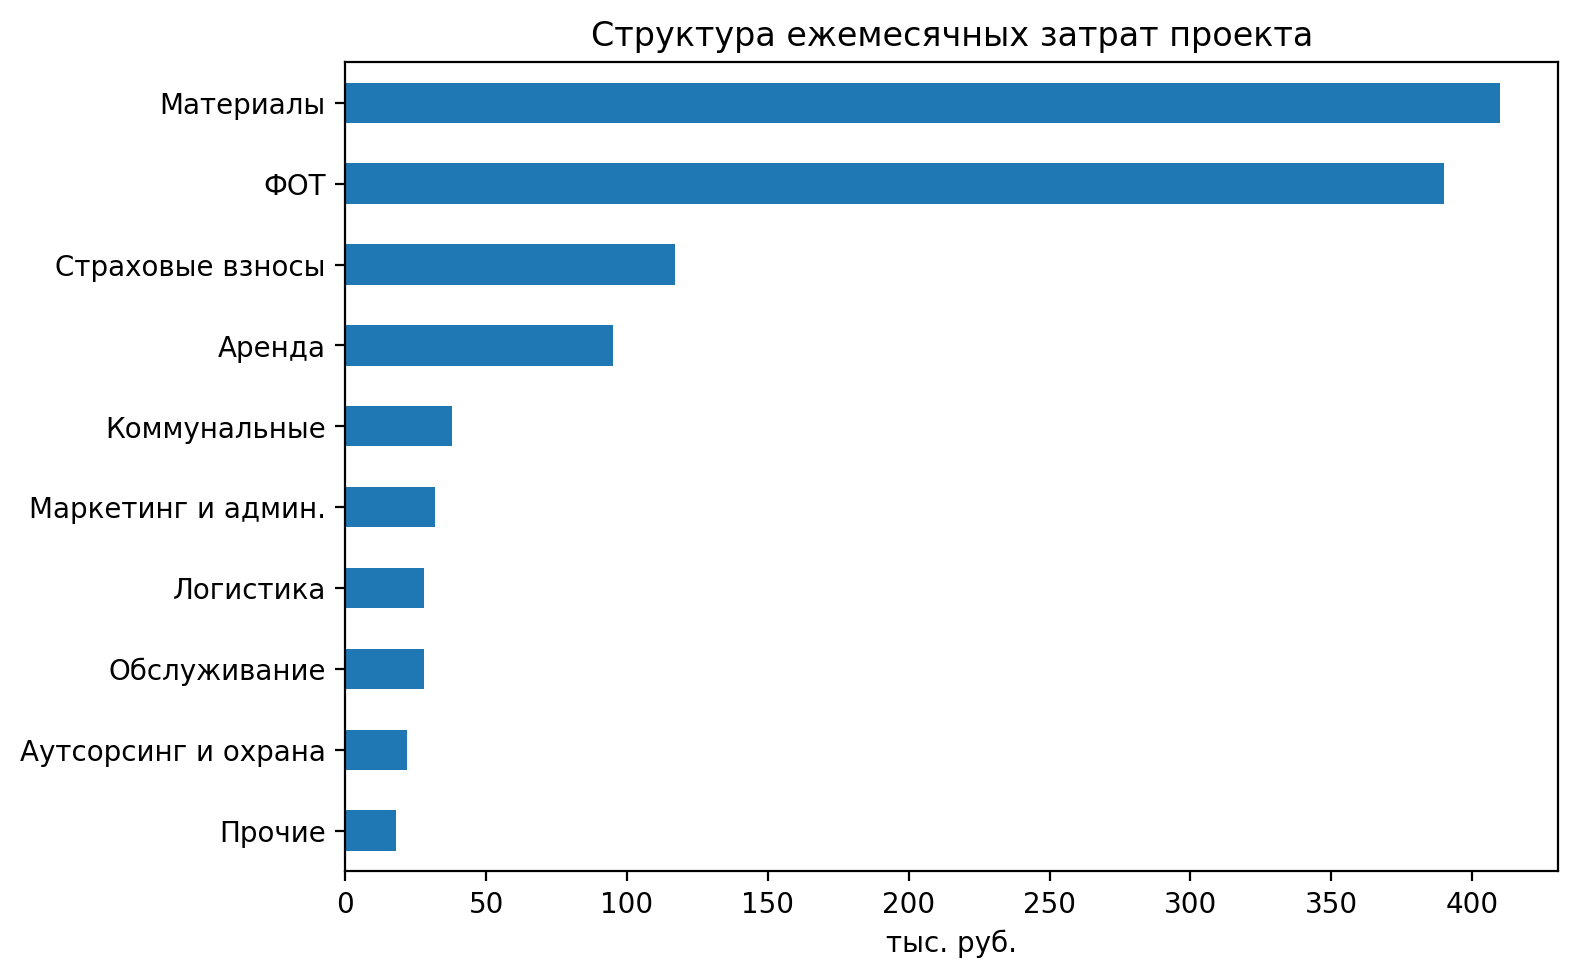 Структура ежемесячных затрат проекта
Материалы
ФОТ
Страховые взносы
Аренда
Коммунальные
Маркетинг и админ.
Логистика
Обслуживание
Аутсорсинг и охрана
Прочие
0 50 100 150 200 250 300 350 400
тыс. руб.